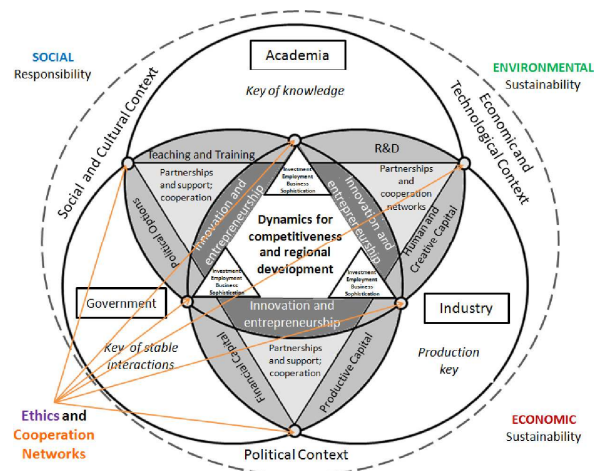 Academia
SOCIAL
Responsibility
ENVIRONMENTAL
Sustainability
Key of knowledge
Social and Cultural Context
Economic and
Technological Context
Teaching and Training
R&D
Partnerships
and support;
cooperation
Partnerships
and
cooperation
networks
Political Options
Human and
Creative Capital
Innovation and
entrepreneurship
Innovation and
entrepreneurship
Investment
Employment
Business
Sophistication
Dynamics for
competitiveness
and regional
development
Investment
Employment
Business
Sophistication
Investment
Employment
Business
Sophistication
Government
Industry
Innovation and
entrepreneurship
Key of stable
interactions
Production
key
Partnerships
and support;
cooperation
Financial Capital
Productive Capital
Ethics and
Cooperation
Networks
Political Context
ECONOMIC
Sustainability